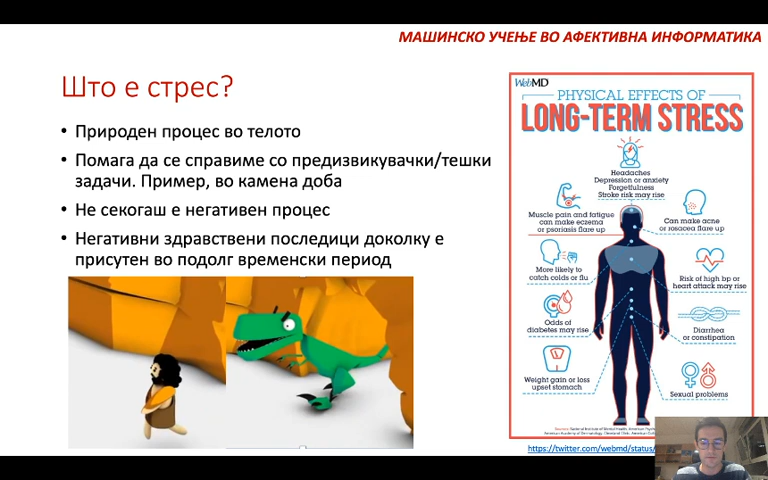 МАШИНСКО УЧЕЊЕ ВО АФЕКТИВНА ИНФОРМАТИКА
Што е стрес?
• Природен процес во телото
• Помага да се справиме со предизвикувачки/тешки
задачи. Пример, во камена доба
• Не секогаш е негативен процес
• Негативни здравствени последици доколку е
присутен во подолг временски период
WebMD
PHYSICAL EFFECTS OF
LONG-TERM STRESS
Headaches
Depression or anxiety
Forgetfulness
Stroke risk may rise
Muscle pain and fatigue
can make eczema
or psoriasis flare up
Can make acne
or rosacea flare up
More likely to
catch colds or flu
Risk of high bp or
heart attack may rise
Odds of
diabetes may rise
Diarrhea
or constipation
Weight gain or loss
upset stomach
Sexual problems
https://twitter.com/webmd/status/